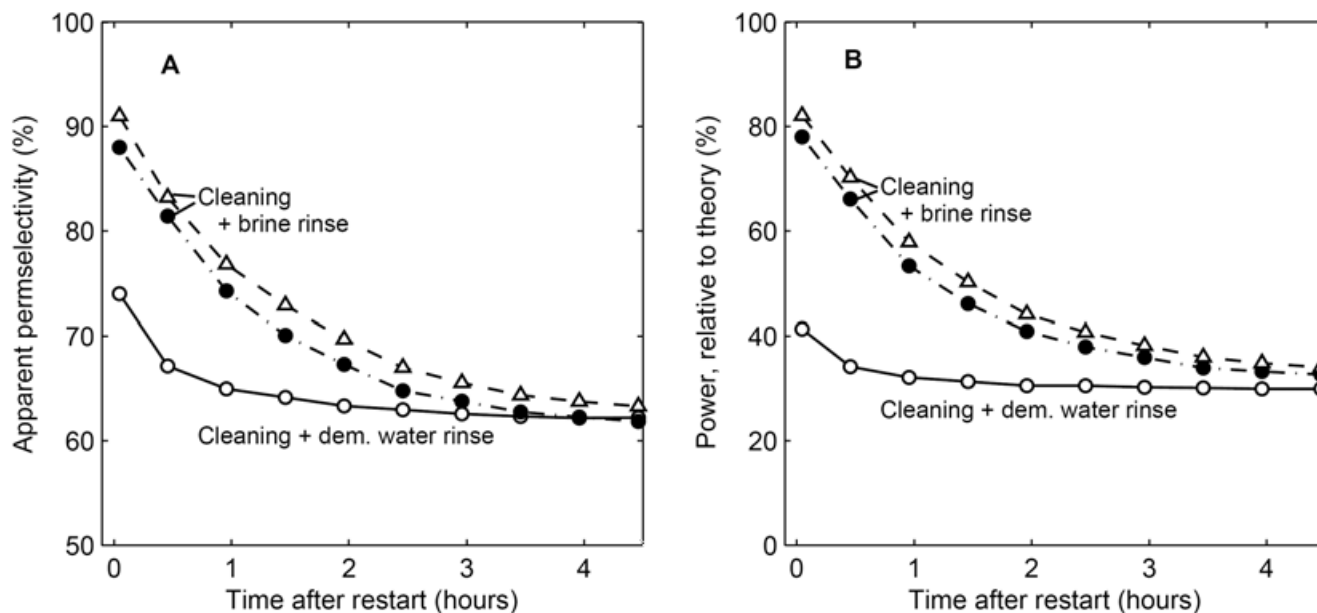 100
90
80
70
60
50
Apparent permselectivity (%)
A
Cleaning
+ brine rinse
Cleaning + dem. water rinse
0
1
2
3
4
Time after restart (hours)
100
80
60
40
20
0
Power, relative to theory (%)
B
Cleaning
+ brine rinse
Cleaning + dem. water rinse
0
1
2
3
4
Time after restart (hours)